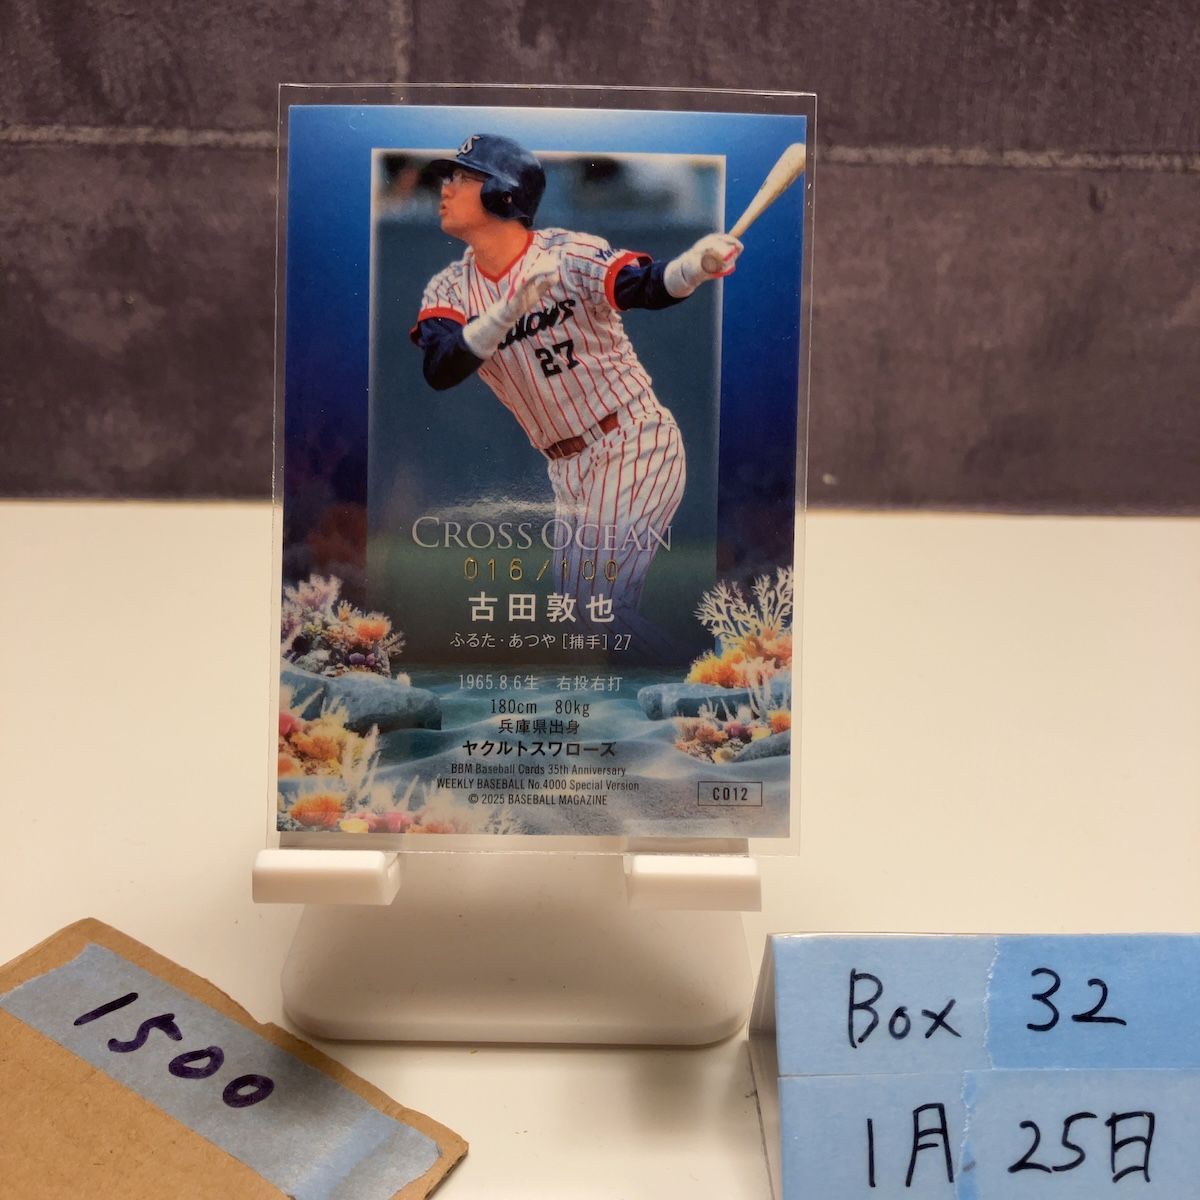 27
CROSS OCEAN
016/100
古田敦也
ふるた・あつや [捕手] 27
1965.8.6生 右投右打
180cm 80kg
兵庫県出身
ヤクルトスワローズ
BBM Baseball Cards 35th Anniversary
WEEKLY BASEBALL No.4000 Special Version
© 2025 BASEBALL MAGAZINE
CO12
1500
Box 32
1月 25日